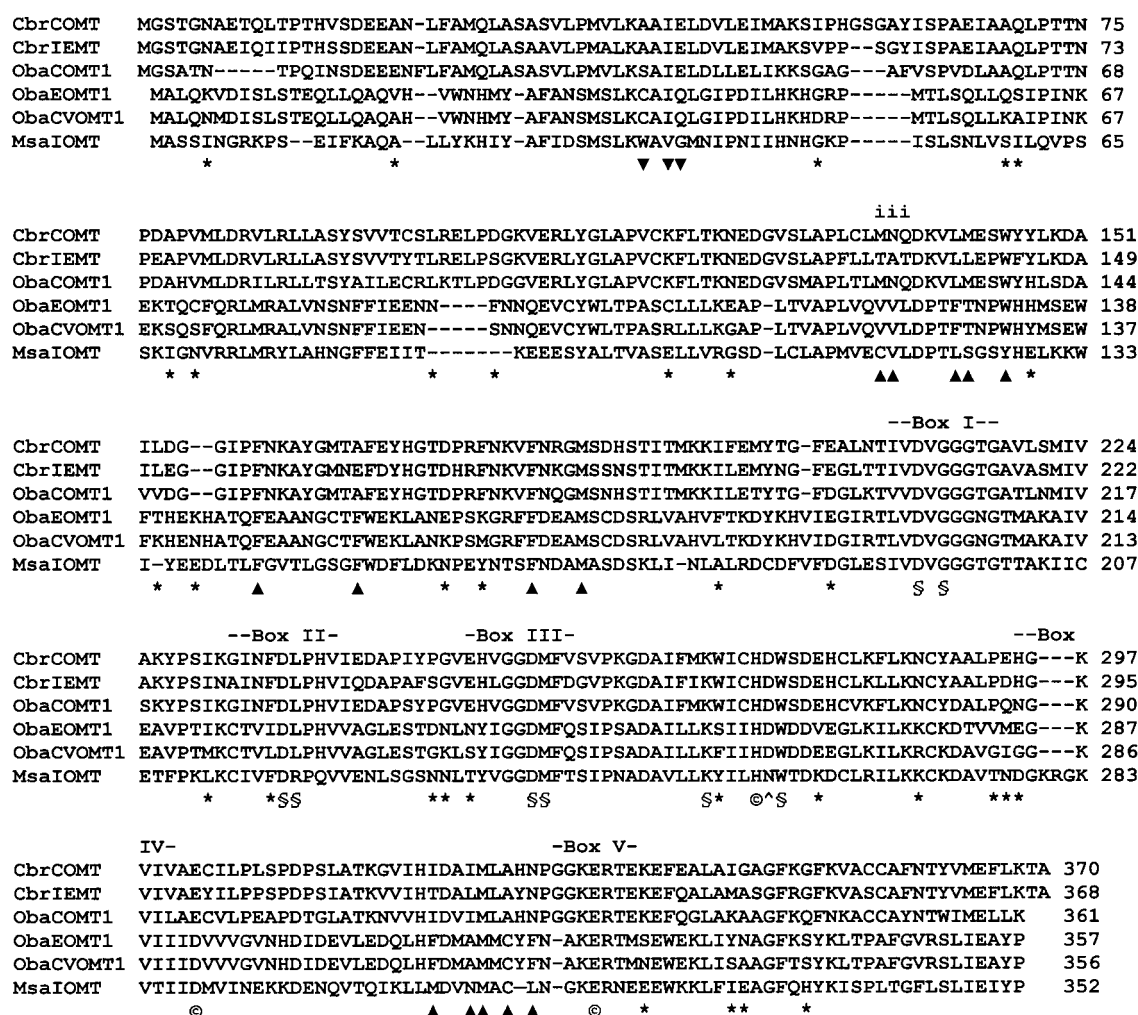 CbrCOMT MGSTGNAETQLTPTHVSDEEAN-LFAMQLASASVLPMVLKAAIELDVLEIMAKSIPHGSGAYISPAEIAAQLPTTN 75
CbrIEMT MGSTGNAEIQIIPTHSSDEEAN-LFAMQLASAAVLPMALKAAIELDVLEIMAKSVPP--SGYISPAEIAAQLPTTN 73
ObaCOMT1 MGSATN-----TPQINSDEEENFLFAMQLASASVLPMVLKSAIELDLLELIKKSGAG---AFVSPVDLAAQLPTTN 68
ObaEOMT1 MALQKVDISLSTEQLLQAQVH--VWNHMY-AFANSMSLKCAIQLGIPDILHKHGRP-----MTLSQLLQSIPINK 67
ObaCVOMT1 MALQNMDISLSTEQLLQAQAH--VWNHMY-AFANSMSLKCAIQLGIPDILHKHDRP-----MTLSQLLKAIPINK 67
MsaIOMT MASSINGRKPS--EIFKAQA--LLYKHIY-AFIDSMSLKWAVGMNIPNIIHNHGKP-----ISLSNLVSILQVPS 65
* * ▼ ▼▼ * **
iii
CbrCOMT PDAPVMLDRVLRLLASYSVVTCSLRELPDGKVERLYGLAPVCKFLTKNEDGVSLAPLCLMNQDKVLMESWYYLKDA 151
CbrIEMT PEAPVMLDRVLRLLASYSVVTYTLRELPSGKVERLYGLAPVCKFLTKNEDGVSLAPFLLTATDKVLLEPWFYLKDA 149
ObaCOMT1 PDAHVMLDRILRLLTSYAILECRLKTLPDGGVERLYGLAPVCKFLTKNEDGVSMAPLTLMNQDKVLMESWYHLSDA 144
ObaEOMT1 EKTQCFQRLMRALVNSNFFIEENN----FNNQEVCYWLTPASCLLLKEAP-LTVAPLVQVVLDPTFTNPWHHMSEW 138
ObaCVOMT1 EKSQSFQRLMRALVNSNFFIEEN-----SNNQEVCYWLTPASRLLLKGAP-LTVAPLVQVVLDPTFTNPWHYMSEW 137
MsaIOMT SKIGNVRRLMRYLAHNGFFEIIT-------KEEESYALTVASELLVRGSD-LCLAPMVECVLDPTLSGSYHELKKW 133
* * * * * * ▲▲ ▲▲ ▲ *
--Box I--
CbrCOMT ILDG--GIPFNKAYGMTAFEYHGTDPRFNKVFNRGMSDHSTITMKKIFEMYTG-FEALNTIVDVGGGTGAVLSMIV 224
CbrIEMT ILEG--GIPFNKAYGMNEFDYHGTDHRFNKVFNKGMSSNSTITMKKILEMYNG-FEGLTTIVDVGGGTGAVASMIV 222
ObaCOMT1 VVDG--GIPFNKAYGMTAFEYHGTDPRFNKVFNQGMSNHSTITMKKILETYTG-FDGLKTVVDVGGGTGATLNMIV 217
ObaEOMT1 FTHEKHATQFEAANGCTFWEKLANEPSKGRFFDEAMSCDSRLVAHVFTKDYKHVIEGIRTLVDVGGGNGTMAKAIV 214
ObaCVOMT1 FKHENHATQFEAANGCTFWEKLANKPSMGRFFDEAMSCDSRLVAHVLTKDYKHVIDGIRTLVDVGGGNGTMAKAIV 213
MsaIOMT I-YEEDLTLFGVTLGSGFWDFLDKNPEYNTSFNDAMASDSKLI-NLALRDCDFVFDGLESIVDVGGGTGTTAKIIC 207
* * ▲ ▲ * * ▲ ▲ * * § §
--Box II- --Box III- --Box
CbrCOMT AKYPSIKGINFDLPHVIEDAPIYPGVEHVGGDMFVSVPKGDAIFMKWICHDWSDEHCLKFLKNCYAALPEHG---K 297
CbrIEMT AKYPSINAINFDLPHVIQDAPAFSGVEHLGGDMFDGVPKGDAIFIKWICHDWSDEHCLKLLKNCYAALPDHG---K 295
ObaCOMT1 SKYPSIKGINFDLPHVIEDAPSYPGVEHVGGDMFVSVPKGDAIFMKWICHDWSDEHCVKFLKNCYDALPQNG---K 290
ObaEOMT1 EAVPTIKCTVIDLPHVVAGLESTDNLNYIGGDMFQSIPSADAILLKSIIHDWDDVEGLKILKKCKDTVVMEG---K 287
ObaCVOMT1 EAVPTMKCTVLDLPHVVAGLESTGKLSYIGGDMFQSIPSADAILLKFIIHDWDDEEGLKILKRCKDAVGIGG---K 286
MsaIOMT ETFPKLKCIVFDRPQVVENLSGSNNLTYVGGDMFTSIPNADAVLLKYILHNWTDKDCLRILKKCKDAVTNDGKRGK 283
* *§§ ** * §§ §* ©^§ * * ***
IV- -Box V-
CbrCOMT VIVAECILPLSPDPSLATKGVIHIDAIMLAHNPGGKERTEKEFEALAIGAGFKGFKVACCAFNTYVMEFLKTA 370
CbrIEMT VIVAEYILPPSPDPSIATKVVIHTDALMLAYNPGGKERTEKEFQALAMASGFRGFKVASCAFNTYVMEFLKTA 368
ObaCOMT1 VILAECVLPEAPDTGLATKNVVHIDVIMLAHNPGGKERTEKEFQGLAKAAGFKQFNKACCAYNTWIMELLK 361
ObaEOMT1 VIIIDVVVGVNHDIDEVLEDQLHFDMAMMCYFN-AKERTMSEWEKLIYNAGFKSYKLTPAFGVRSLIEAYP 357
ObaCVOMT1 VIIIDVVVGVNHDIDEVLEDQLHFDMAMMCYFN-AKERTMNEWEKLISAAGFTSYKLTPAFGVRSLIEAYP 356
MsaIOMT VTIIDMVINEKKDENQVTQIKLLMDVNMAC-LN-GKERNEEEWKKLFIEAGFQHYKISPLTGFLSLIEIYP 352
© ▲ ▲▲ ▲ ▲ © * ** *